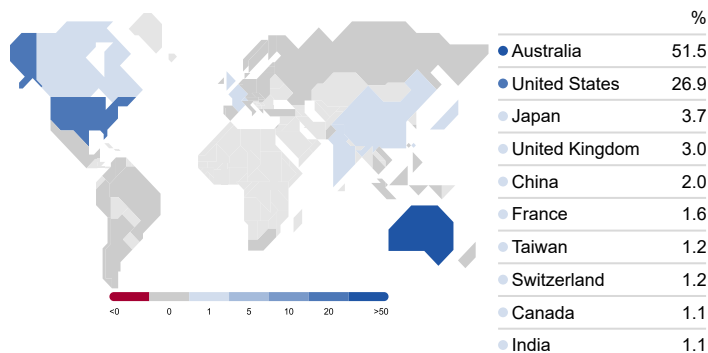 %
Australia 51.5
United States 26.9
Japan 3.7
United Kingdom 3.0
China 2.0
France 1.6
Taiwan 1.2
Switzerland 1.2
Canada 1.1
India 1.1
<0 0 1 5 10 20 >50